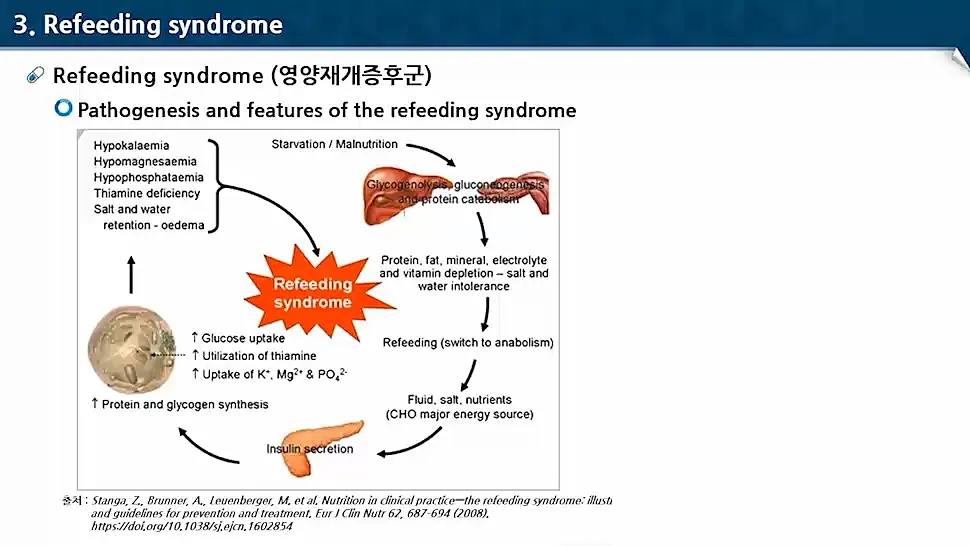 3. Refeeding syndrome
Refeeding syndrome (영양재개증후군)
Pathogenesis and features of the refeeding syndrome
Hypokalaemia
Hypomagnesaemia
Hypophosphataemia
Thiamine deficiency
Salt and water
retention - oedema
Starvation / Malnutrition
Glycogenolysis, gluconeogenesis
and protein catabolism
Protein, fat, mineral, electrolyte
and vitamin depletion – salt and
water intolerance
Refeeding
syndrome
Refeeding (switch to anabolism)
↑ Glucose uptake
↑ Utilization of thiamine
↑ Uptake of K⁺, Mg²⁺ & PO₄²⁻
↑ Protein and glycogen synthesis
Fluid, salt, nutrients
(CHO major energy source)
Insulin secretion
출처 : Stanga, Z., Brunner, A., Leuenberger, M. et al. Nutrition in clinical practice—the refeeding syndrome: illust
and guidelines for prevention and treatment. Eur J Clin Nutr 62, 687–694 (2008).
https://doi.org/10.1038/sj.ejcn.1602854